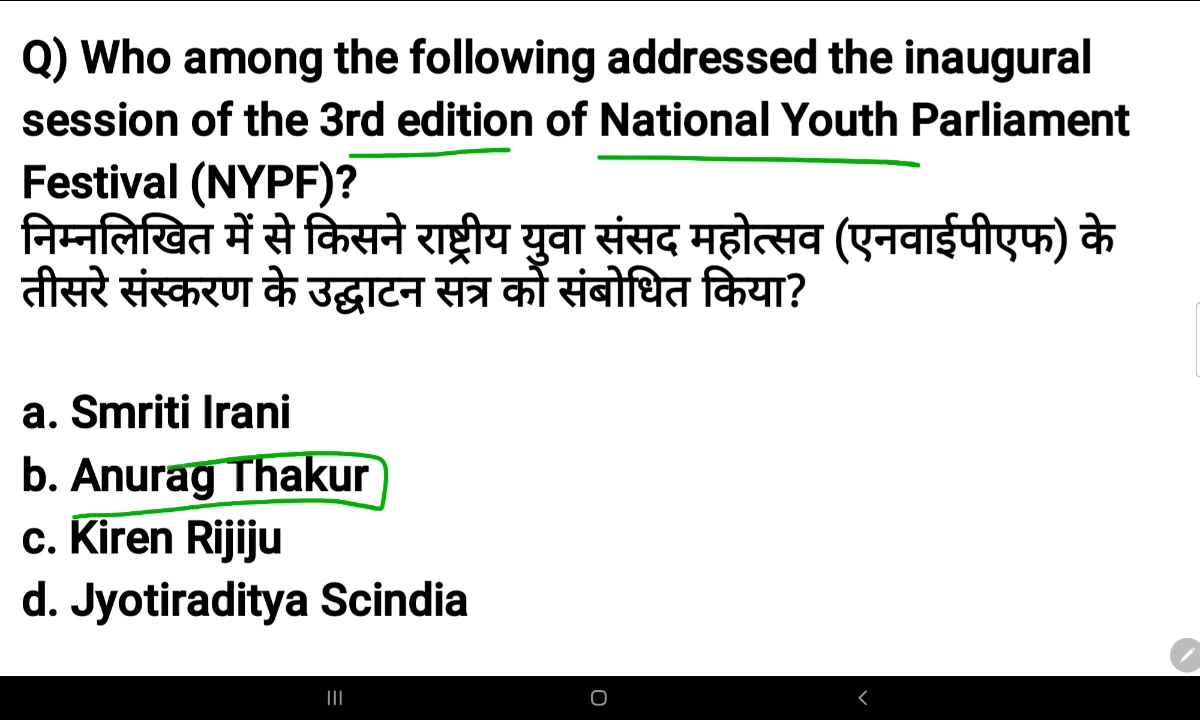 Q) Who among the following addressed the inaugural
session of the 3rd edition of National Youth Parliament
Festival (NYPF)?
निम्नलिखित में से किसने राष्ट्रीय युवा संसद महोत्सव (एनवाईपीएफ) के
तीसरे संस्करण के उद्घाटन सत्र को संबोधित किया?
a. Smriti Irani
b. Anurag Thakur
c. Kiren Rijiju
d. Jyotiraditya Scindia